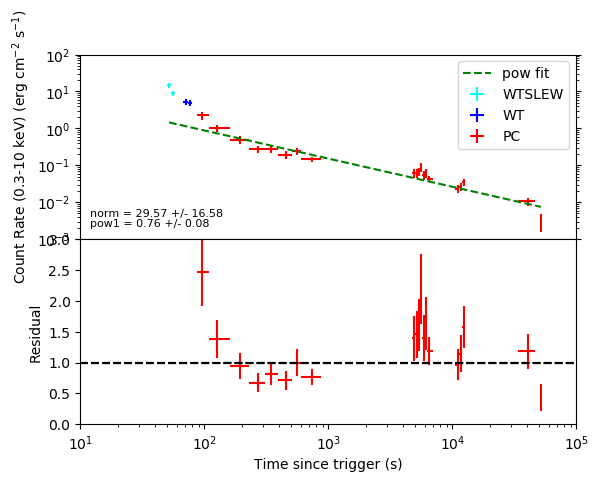 Count Rate (0.3-10 keV) (erg cm⁻² s⁻¹)
10²
10¹
10⁰
10⁻¹
10⁻²
10⁻³
pow fit
WTSLEW
WT
PC
norm = 29.57 +/- 16.58
pow1 = 0.76 +/- 0.08
Residual
3.0
2.5
2.0
1.5
1.0
0.5
0.0
10¹ 10² 10³ 10⁴ 10⁵
Time since trigger (s)